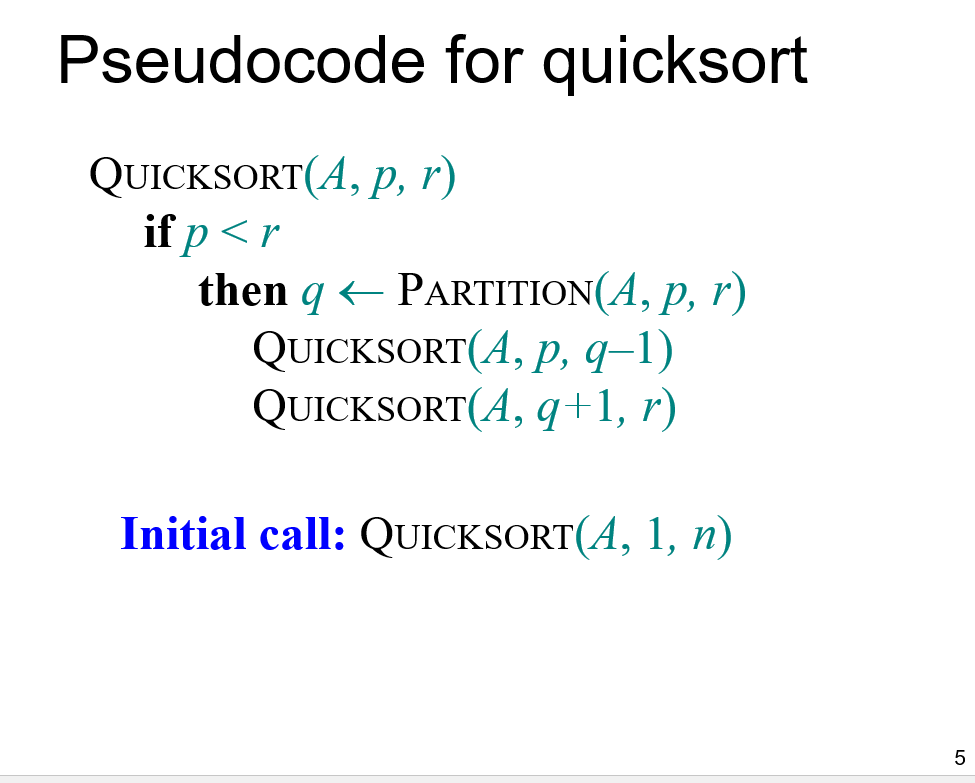 Pseudocode for quicksort
QUICKSORT(A, p, r)
if p < r
then q ← PARTITION(A, p, r)
QUICKSORT(A, p, q–1)
QUICKSORT(A, q+1, r)
Initial call: QUICKSORT(A, 1, n)
5